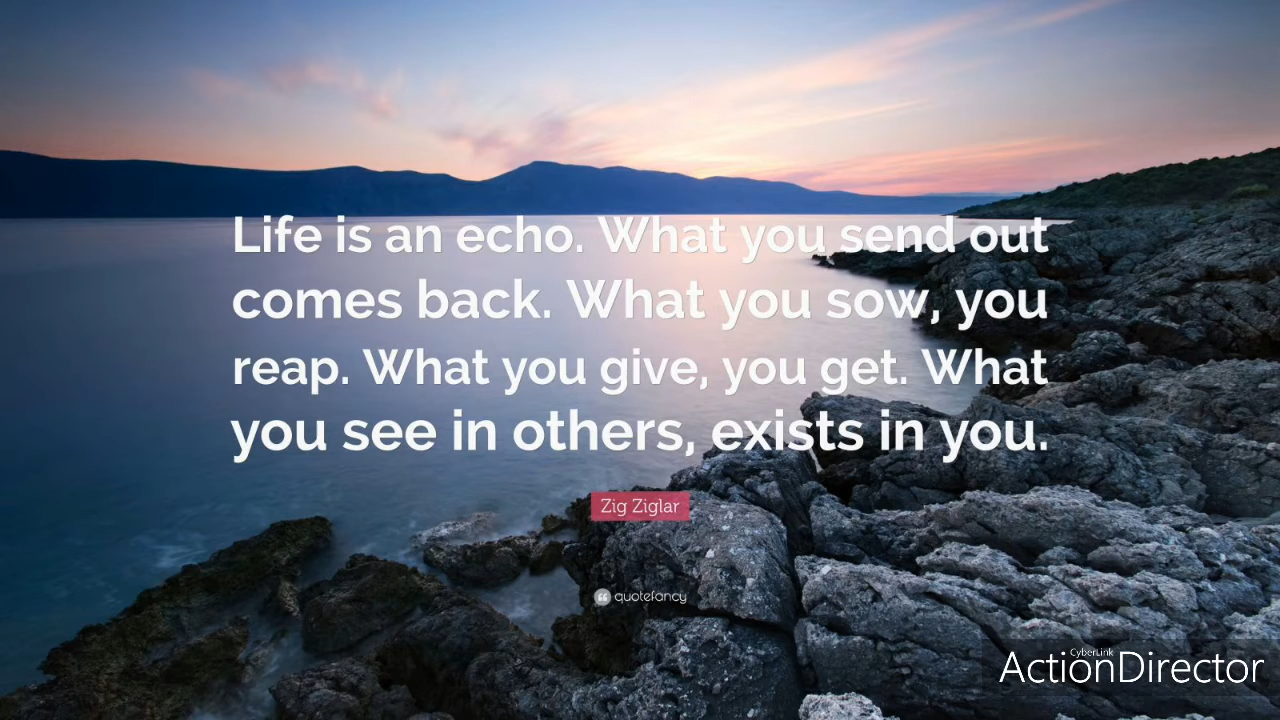 Life is an echo. What you send out
comes back. What you sow, you
reap. What you give, you get. What
you see in others, exists in you.
Zig Ziglar
quotefancy
CyberLink
ActionDirector